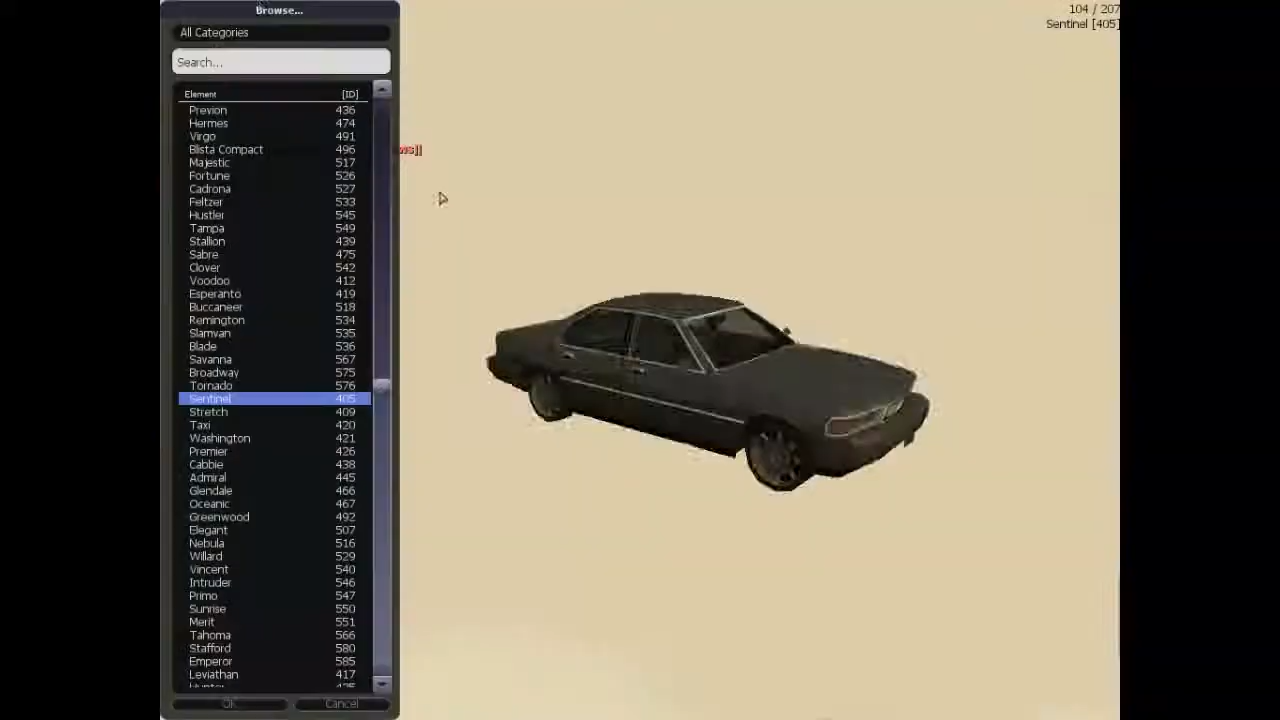 Browse...
104 / 207
Sentinel [405]
All Categories
Search...
Element [ID]
Previon 436
Hermes 474
Virgo 491
Blista Compact 496
ws]]
Majestic 517
Fortune 526
Cadrona 527
Feltzer 533
Hustler 545
Tampa 549
Stallion 439
Sabre 475
Clover 542
Voodoo 412
Esperanto 419
Buccaneer 518
Remington 534
Slamvan 535
Blade 536
Savanna 567
Broadway 575
Tornado 576
Sentinel 405
Stretch 409
Taxi 420
Washington 421
Premier 426
Cabbie 438
Admiral 445
Glendale 466
Oceanic 467
Greenwood 492
Elegant 507
Nebula 516
Willard 529
Vincent 540
Intruder 546
Primo 547
Sunrise 550
Merit 551
Tahoma 566
Stafford 580
Emperor 585
Leviathan 417
OK Cancel